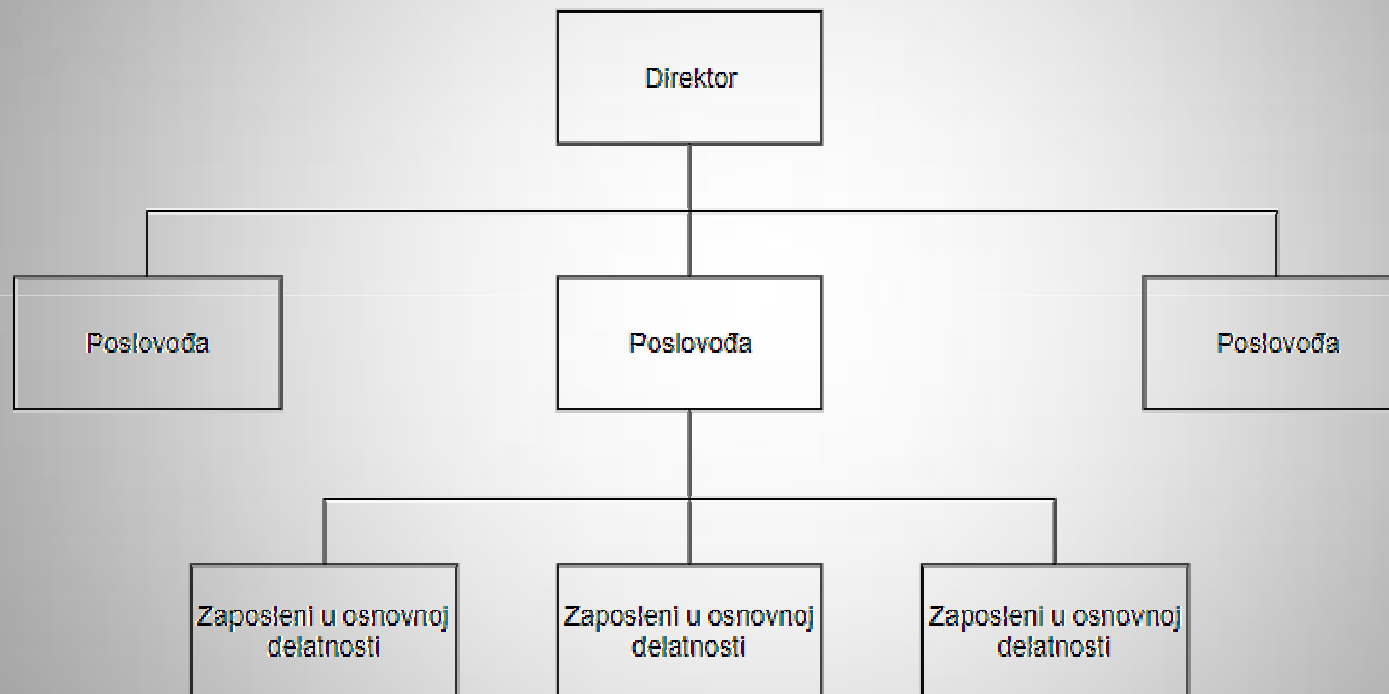 Direktor
Poslovođa
Poslovođa
Poslovođa
Zaposleni u osnovnoj
delatnosti
Zaposleni u osnovnoj
delatnosti
Zaposleni u osnovnoj
delatnosti